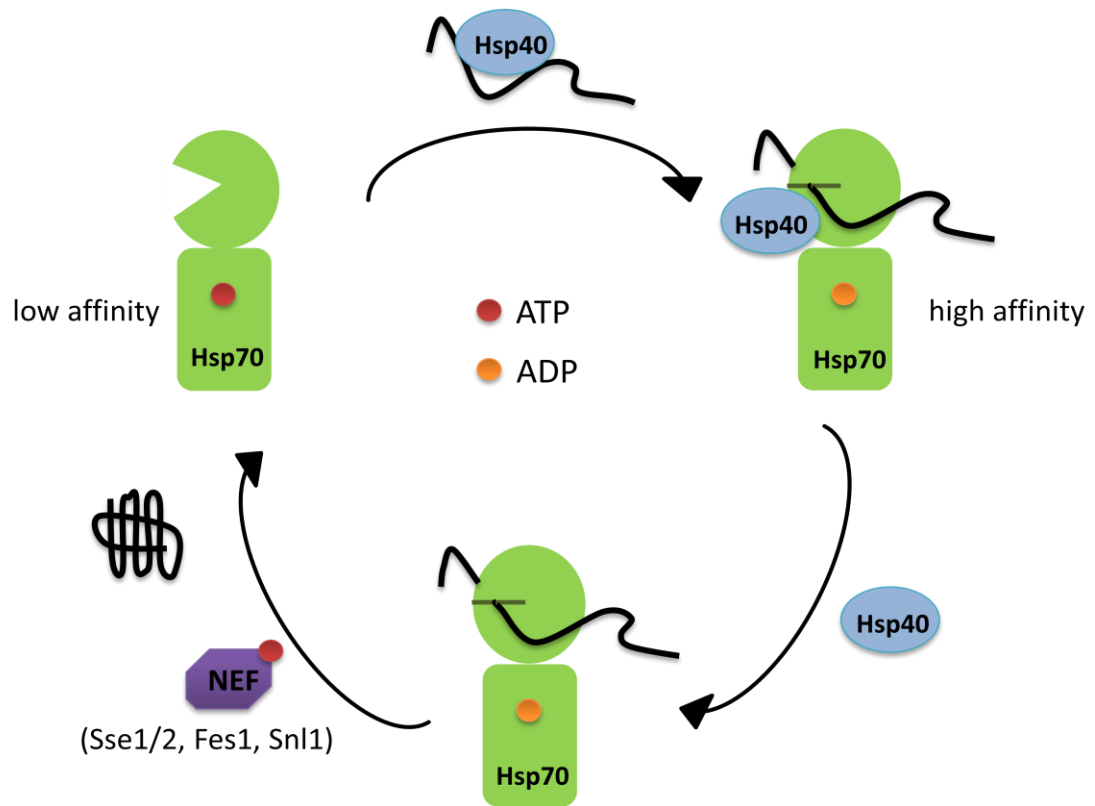 Hsp40
Hsp40
low affinity
Hsp70
ATP
ADP
Hsp70
high affinity
Hsp40
NEF
(Sse1/2, Fes1, Snl1)
Hsp70